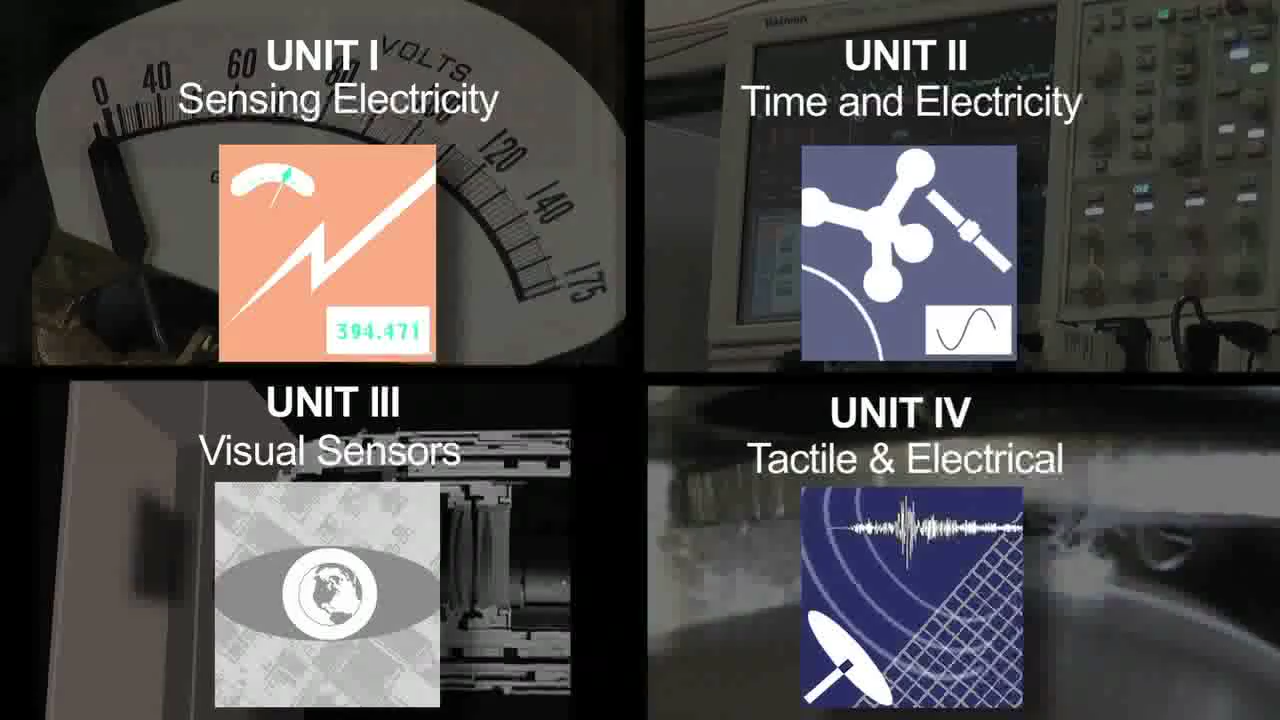 UNIT I
Sensing Electricity
0
40
60
80
VOLTS
120
140
175
394.471
UNIT II
Time and Electricity
UNIT III
Visual Sensors
UNIT IV
Tactile & Electrical